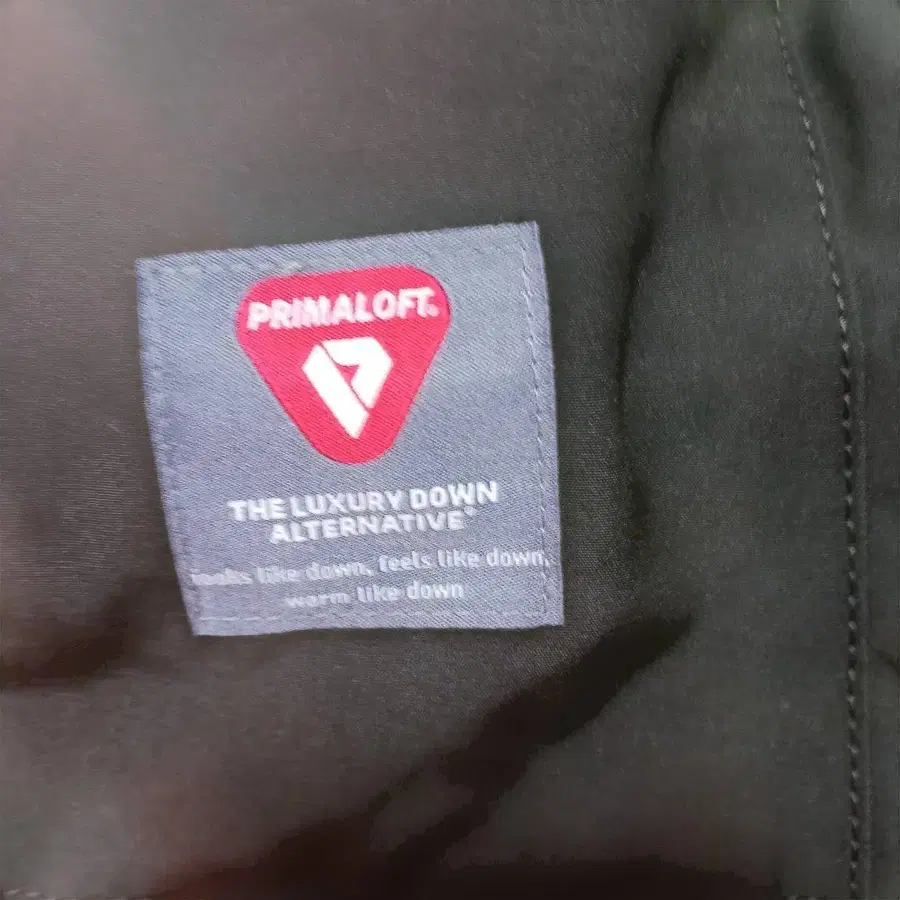 PRIMALOFT®
THE LUXURY DOWN
ALTERNATIVE®
looks like down, feels like down,
warm like down